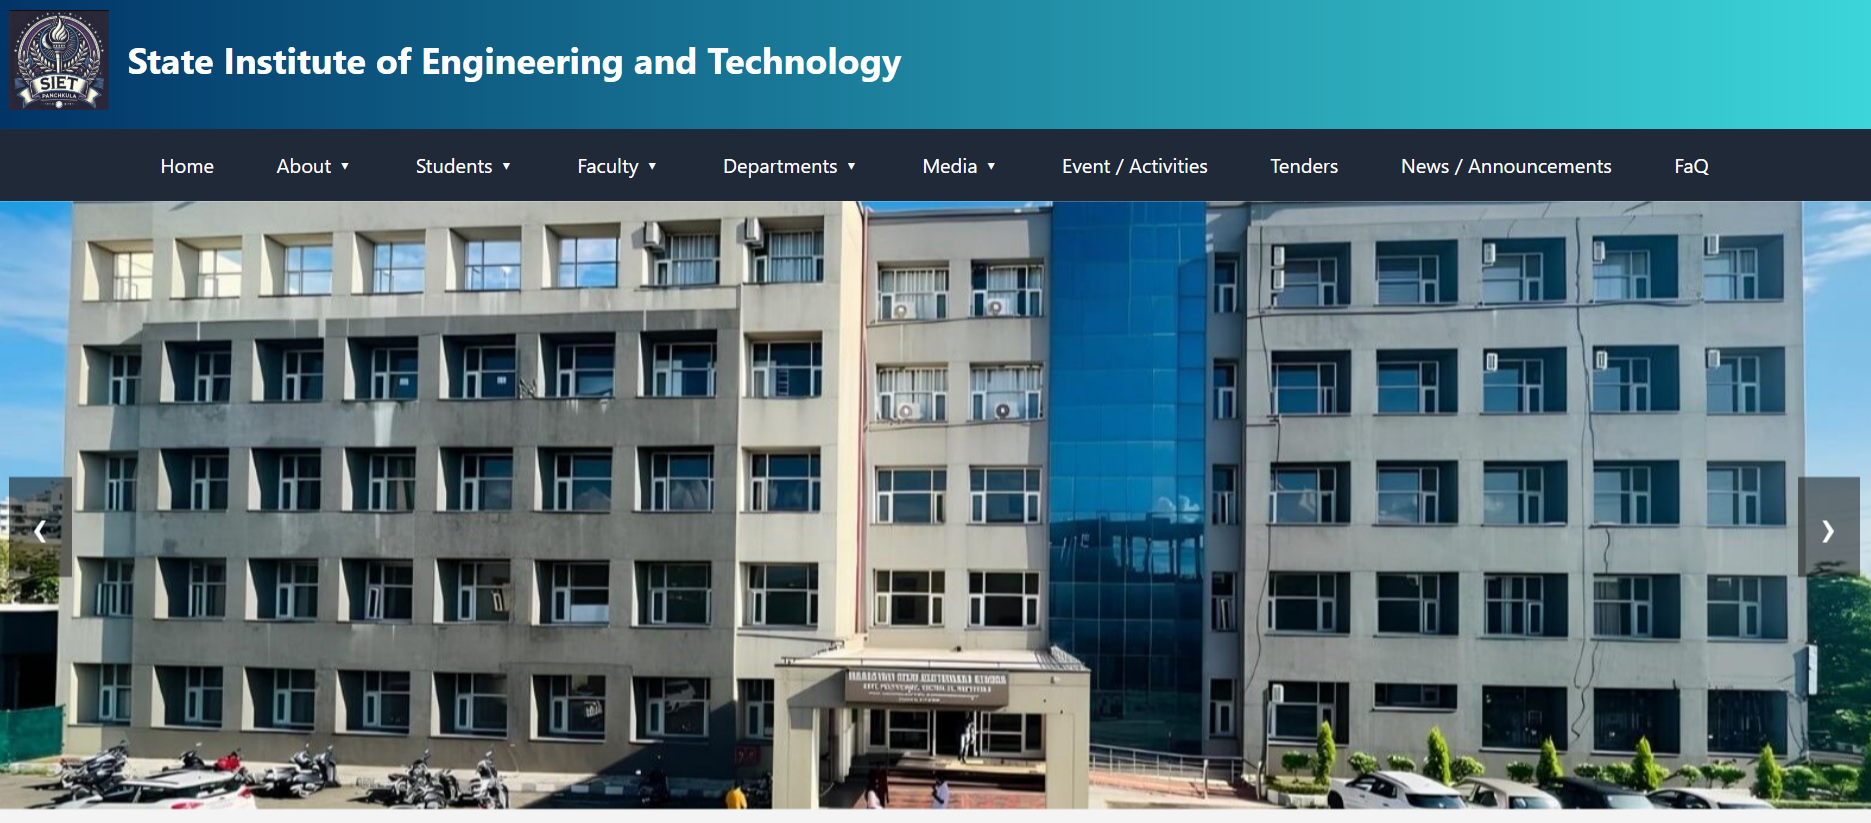 SIET
PANCHKULA
State Institute of Engineering and Technology
Home
About
Students
Faculty
Departments
Media
Event / Activities
Tenders
News / Announcements
FaQ